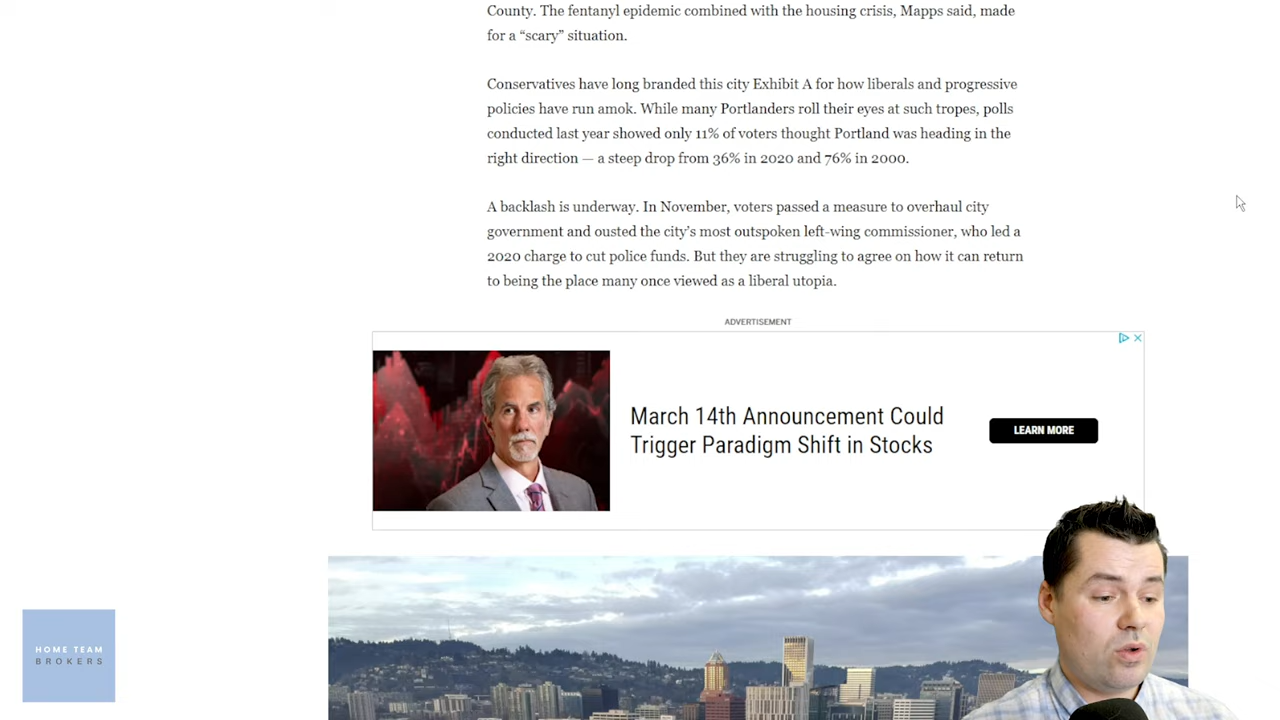 County. The fentanyl epidemic combined with the housing crisis, Mapps said, made
for a “scary” situation.
Conservatives have long branded this city Exhibit A for how liberals and progressive
policies have run amok. While many Portlanders roll their eyes at such tropes, polls
conducted last year showed only 11% of voters thought Portland was heading in the
right direction — a steep drop from 36% in 2020 and 76% in 2000.
A backlash is underway. In November, voters passed a measure to overhaul city
government and ousted the city’s most outspoken left-wing commissioner, who led a
2020 charge to cut police funds. But they are struggling to agree on how it can return
to being the place many once viewed as a liberal utopia.
ADVERTISEMENT
March 14th Announcement Could
Trigger Paradigm Shift in Stocks
LEARN MORE
HOME TEAM
BROKERS